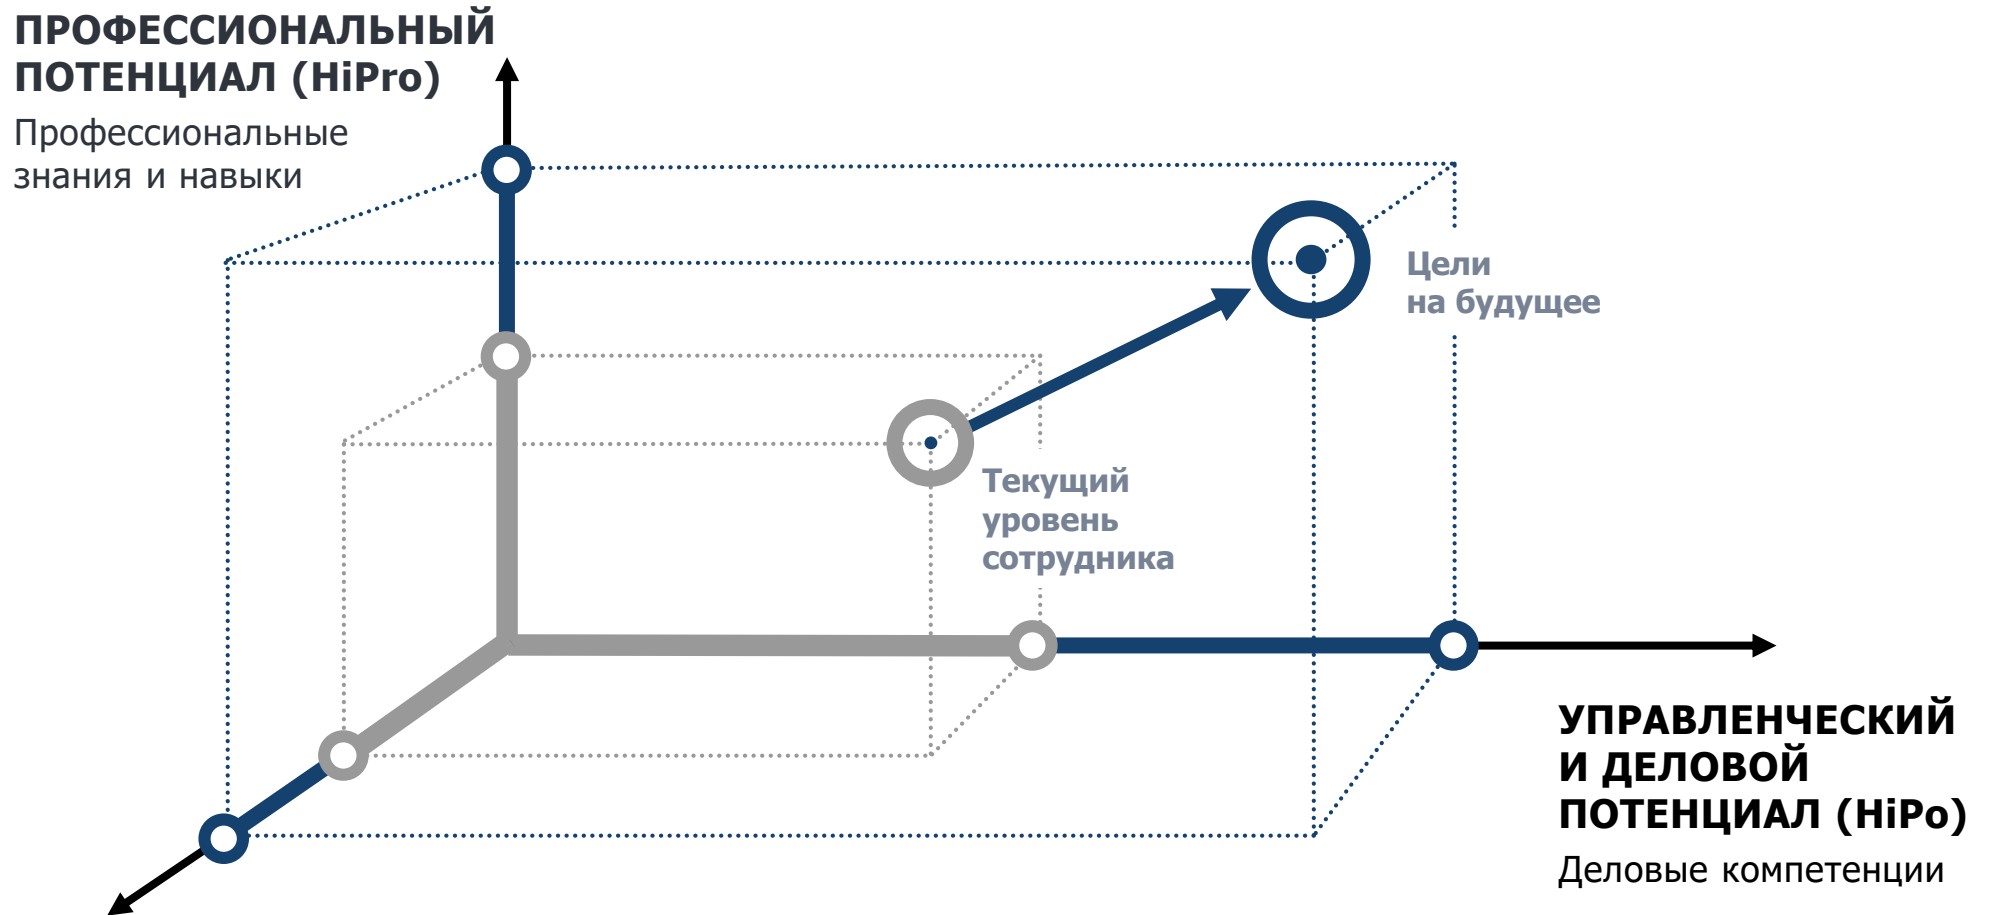 ПРОФЕССИОНАЛЬНЫЙ
ПОТЕНЦИАЛ (HiPro)
Профессиональные
знания и навыки
Цели
на будущее
Текущий
уровень
сотрудника
УПРАВЛЕНЧЕСКИЙ
И ДЕЛОВОЙ
ПОТЕНЦИАЛ (HiPo)
Деловые компетенции